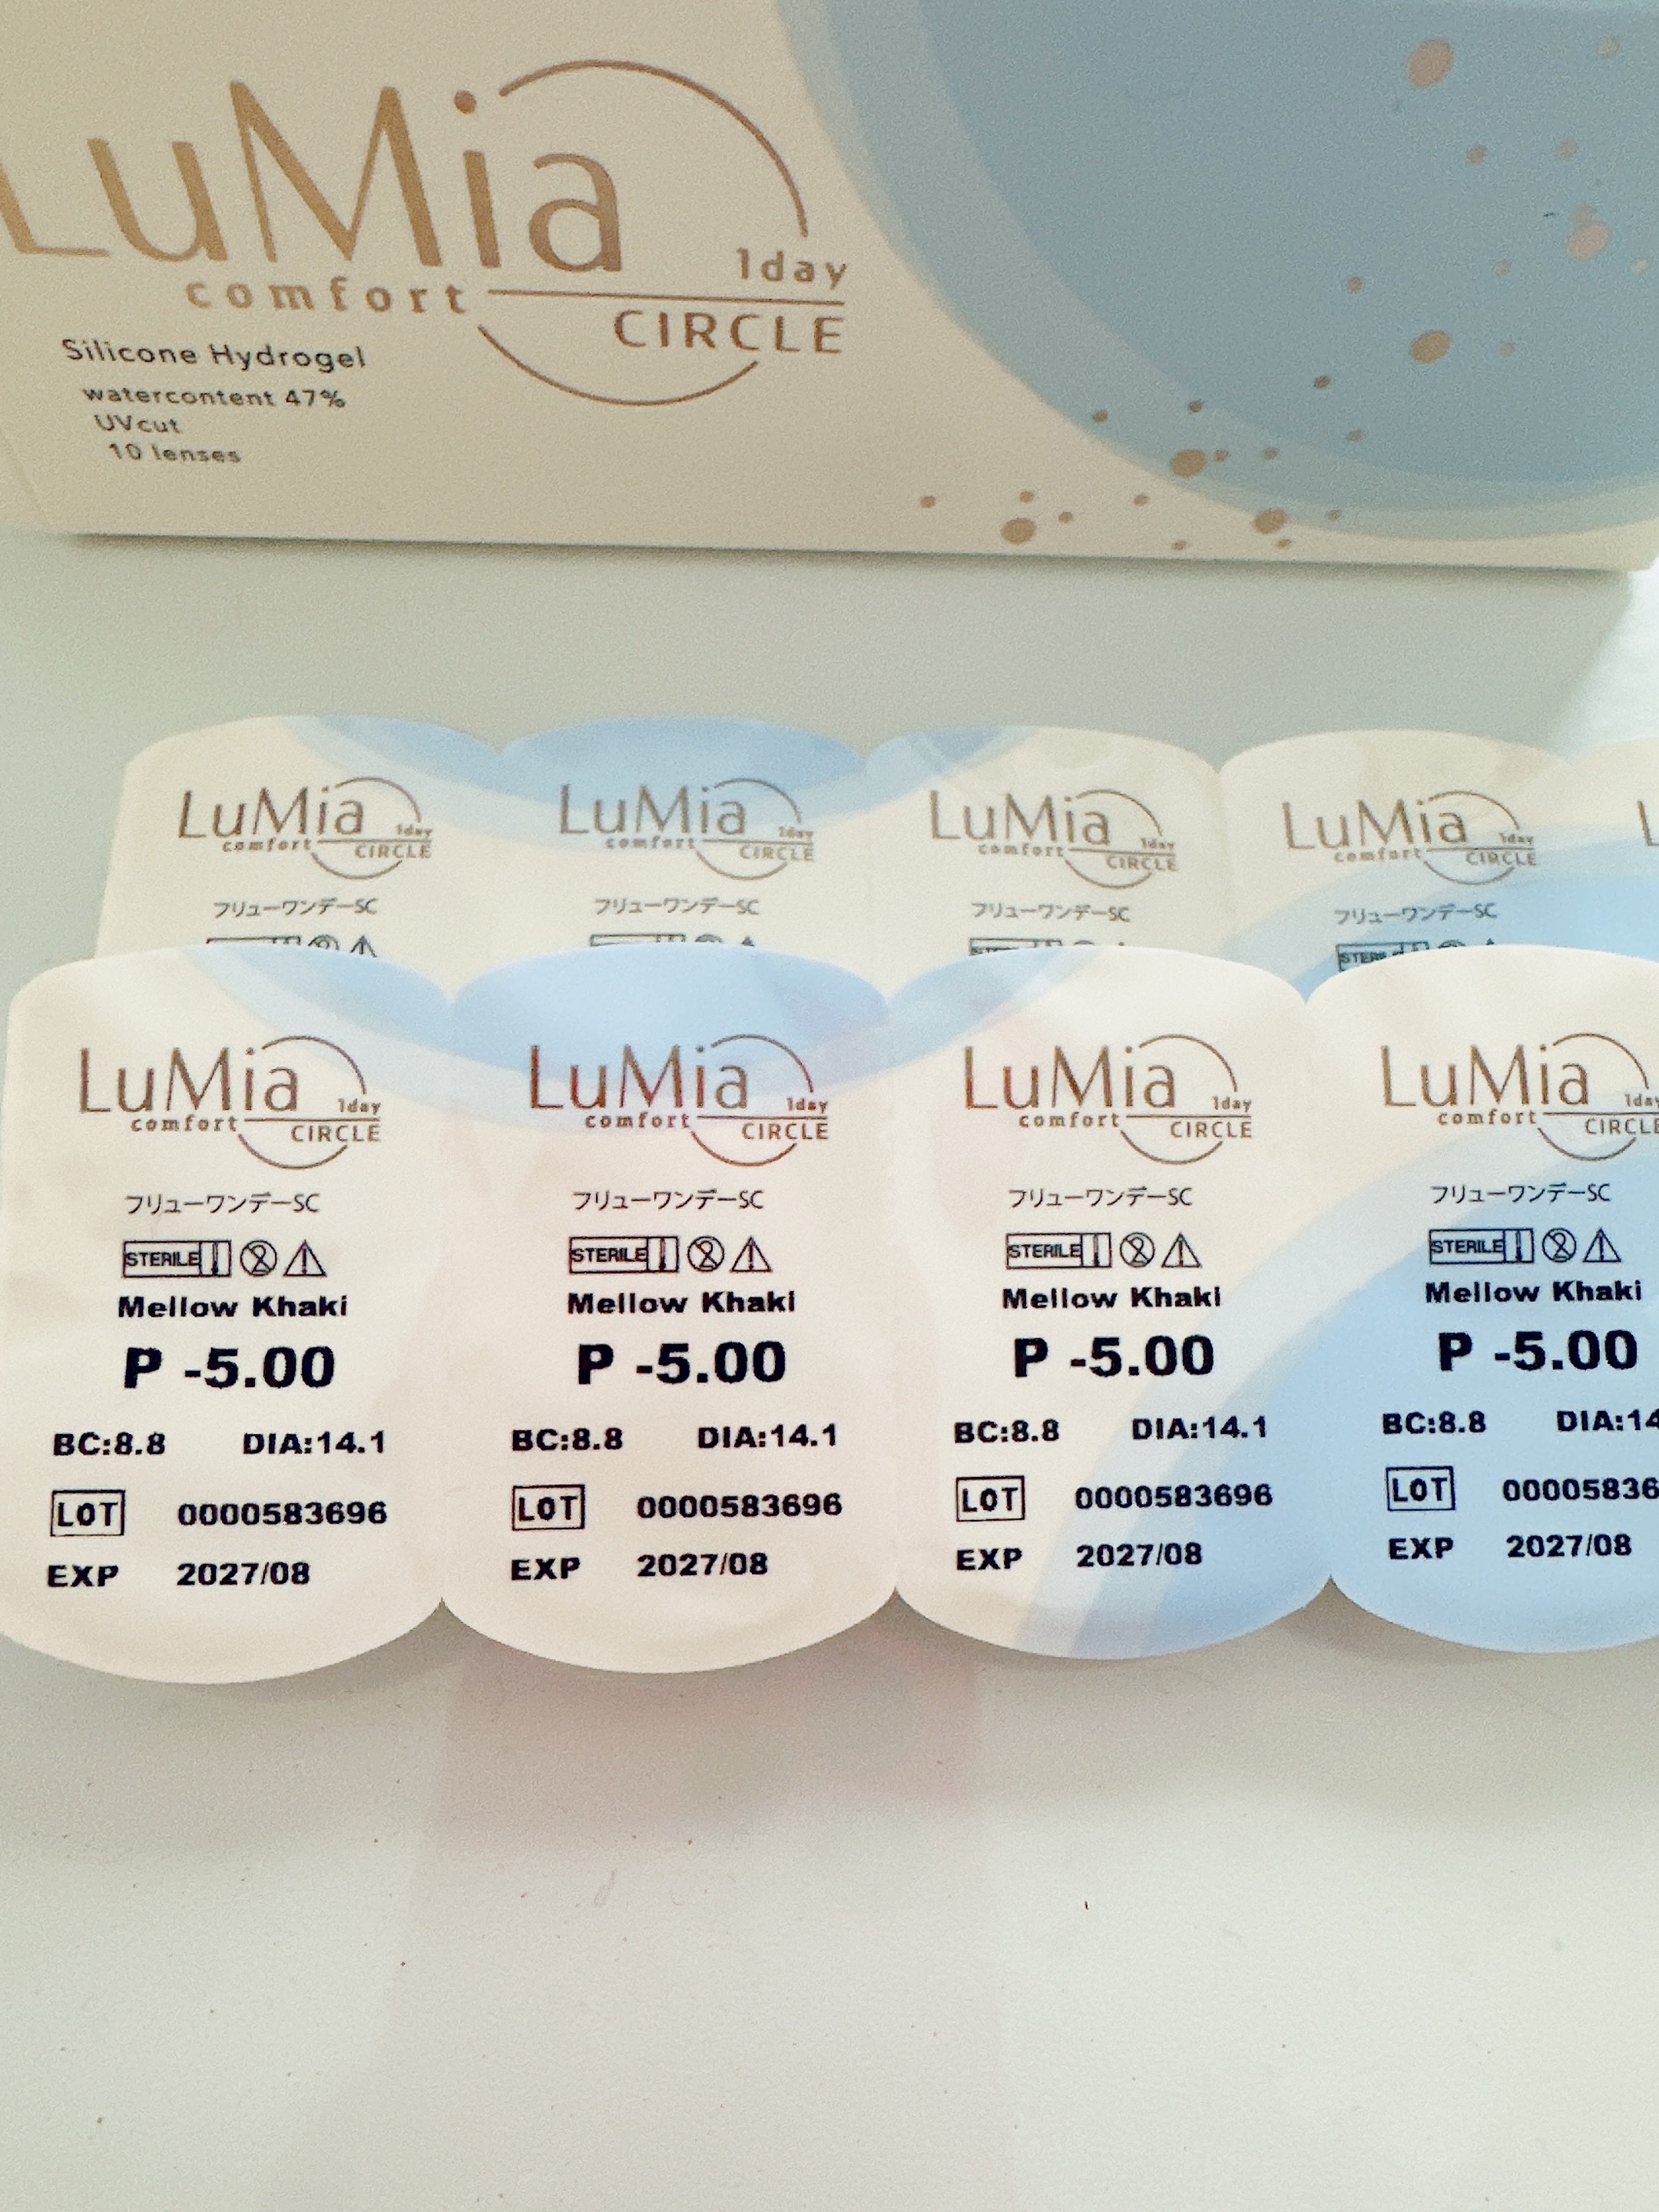 LuMia
comfort
1day
CIRCLE
Silicone Hydrogel
watercontent 47%
UVcut
10 lenses
LuMia comfort 1day CIRCLE
フリューワンデーSC
LuMia comfort 1day CIRCLE
フリューワンデーSC
LuMia comfort 1day CIRCLE
フリューワンデーSC
LuMia comfort 1day CIRCLE
フリューワンデーSC
STERILE
LuMia
comfort
1day
CIRCLE
フリューワンデーSC
STERILE
Mellow Khaki
P -5.00
BC:8.8 DIA:14.1
LOT 0000583696
EXP 2027/08
LuMia
comfort
1day
CIRCLE
フリューワンデーSC
STERILE
Mellow Khaki
P -5.00
BC:8.8 DIA:14.1
LOT 0000583696
EXP 2027/08
LuMia
comfort
1day
CIRCLE
フリューワンデーSC
STERILE
Mellow Khaki
P -5.00
BC:8.8 DIA:14.1
LOT 0000583696
EXP 2027/08
LuMia
comfort
1day
CIRCLE
フリューワンデーSC
STERILE
Mellow Khaki
P -5.00
BC:8.8 DIA:14
LOT 00005836
EXP 2027/08